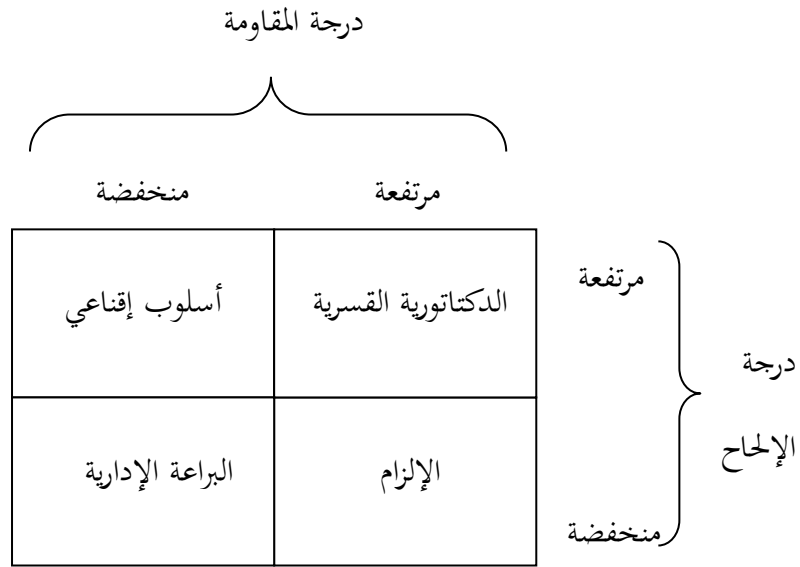 درجة المقاومة
مرتفعة منخفضة
مرتفعة الدكتاتورية القسرية أسلوب إقناعي
درجة
الإلحاح
الإلزام البراعة الإدارية
منخفضة